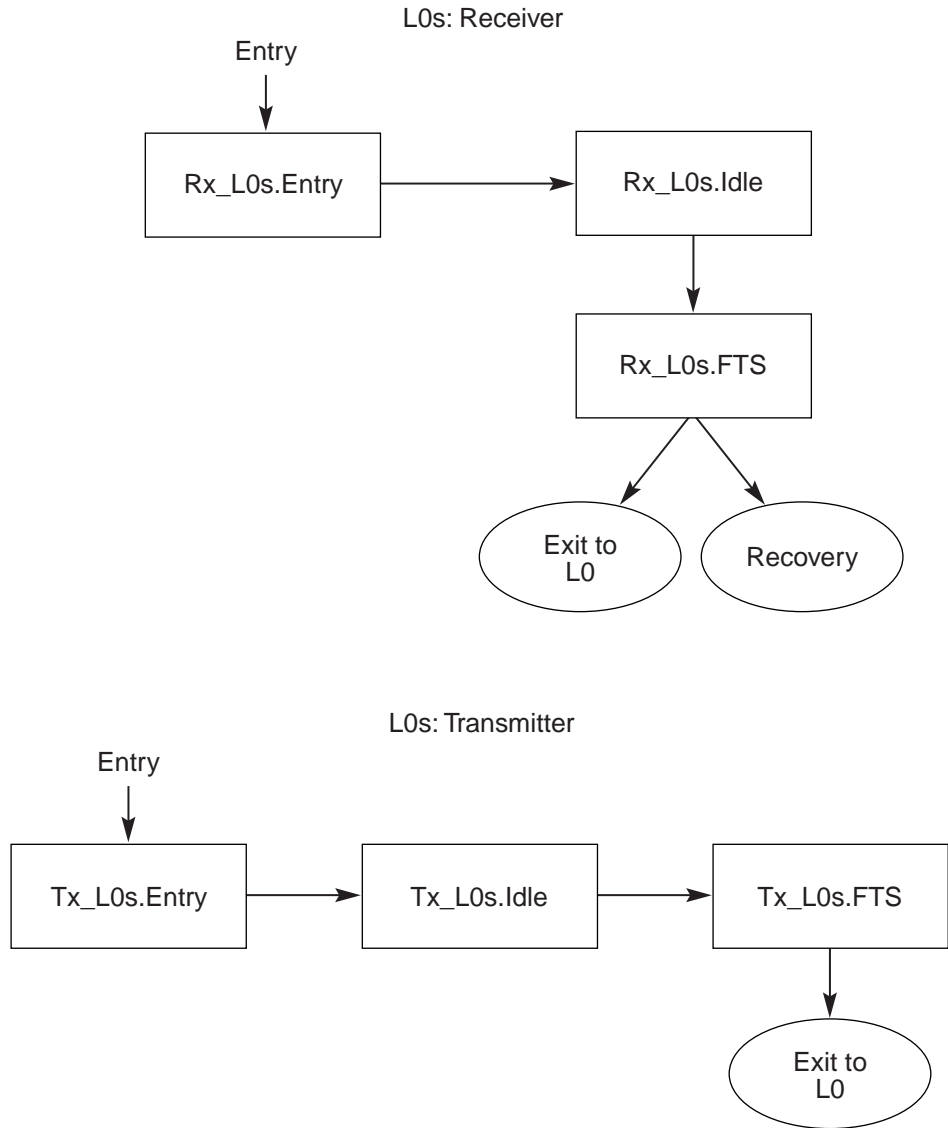 L0s: Receiver
Entry
Rx_L0s.Entry
Rx_L0s.Idle
Rx_L0s.FTS
Exit to
L0
Recovery
L0s: Transmitter
Entry
Tx_L0s.Entry
Tx_L0s.Idle
Tx_L0s.FTS
Exit to
L0